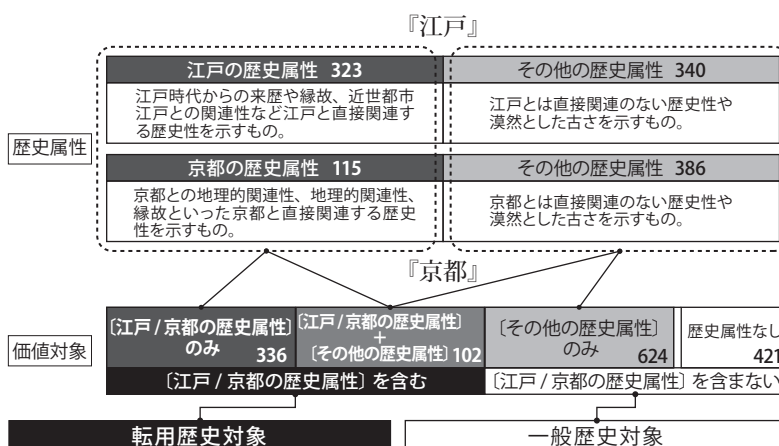 『江戸』
江戸の歴史属性 323
その他の歴史属性 340
江戸時代からの来歴や縁故、近世都市
江戸との関連性など江戸と直接関連す
る歴史性を示すもの。
江戸とは直接関連のない歴史性や
漠然とした古さを示すもの。
歴史属性
京都の歴史属性 115
その他の歴史属性 386
京都との地理的関連性、地理的関連性、
縁故といった京都と直接関連する歴史
性を示すもの。
京都とは直接関連のない歴史性や
漠然とした古さを示すもの。
『京都』
価値対象
〔江戸 / 京都の歴史属性〕
のみ 336
〔江戸 / 京都の歴史属性〕
+
〔その他の歴史属性〕102
〔その他の歴史属性〕
のみ 624
歴史属性なし
421
〔江戸 / 京都の歴史属性〕を含む
〔江戸 / 京都の歴史属性〕を含まない
転用歴史対象
一般歴史対象